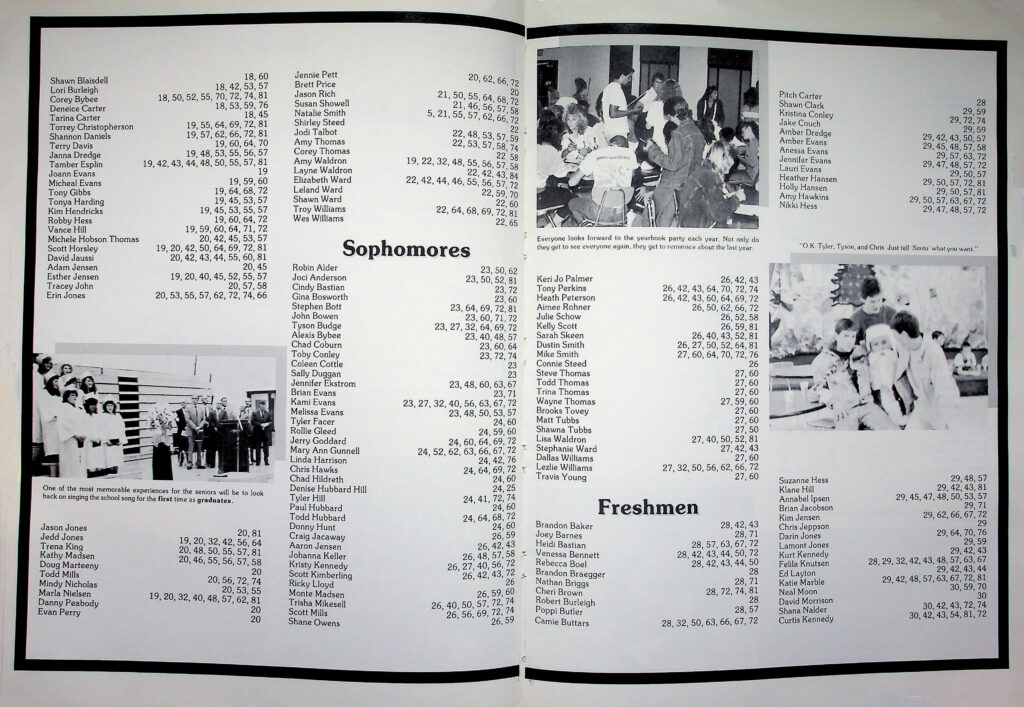 Shawn Blaisdell 18, 60
Lori Burleigh 18, 42, 53, 57
Corey Bybee 18, 50, 52, 55, 70, 72, 74, 81
Deneice Carter 18, 53, 59, 76
Tarina Carter 18, 45
Torrey Christopherson 19, 55, 64, 69, 72, 81
Shannon Daniels 19, 57, 62, 66, 72, 81
Terry Davis 19, 60, 64, 70
Janna Dredge 19, 48, 53, 55, 56, 57
Tamber Esplin 19, 42, 43, 44, 48, 50, 55, 57, 81
Joann Evans 19
Micheal Evans 19, 59, 60
Tony Gibbs 19, 64, 68, 72
Tonya Harding 19, 45, 53, 57
Kim Hendricks 19, 45, 53, 55, 57
Robby Hess 19, 60, 64, 72
Vance Hill 19, 59, 60, 64, 71, 72
Michele Hobson Thomas 20, 42, 45, 53, 57
Scott Horsley 19, 20, 42, 50, 64, 69, 72, 81
David Jaussi 20, 42, 43, 44, 55, 60, 81
Adam Jensen 20, 45
Esther Jensen 19, 20, 40, 45, 52, 55, 57
Tracey John 20, 57, 58
Erin Jones 20, 53, 55, 57, 62, 72, 74, 66
One of the most memorable experiences for the seniors will be to look
back on singing the school song for the first time as graduates.
Jason Jones 20, 81
Jedd Jones 19, 20, 32, 42, 56, 64
Trena King 20, 48, 50, 55, 57, 81
Kathy Madsen 20, 46, 55, 56, 57, 58
Doug Marteeny 20
Todd Mills 20, 56, 72, 74
Mindy Nicholas 20, 53, 55
Marla Nielsen 19, 20, 32, 40, 48, 57, 62, 81
Danny Peabody 20
Evan Perry 20
Jennie Pett 20, 62, 66, 72
Brett Price 20
Jason Rich 21, 50, 55, 64, 68, 72
Susan Showell 21, 46, 56, 57, 58
Natalie Smith 5, 21, 55, 57, 62, 66, 72
Shirley Steed 22
Jodi Talbot 22, 48, 53, 57, 59
Amy Thomas 22, 53, 57, 58, 74
Corey Thomas 22, 58
Amy Waldron 19, 22, 32, 48, 55, 56, 57, 58
Layne Waldron 22, 42, 43, 84
Elizabeth Ward 22, 42, 44, 46, 55, 56, 57, 72
Leland Ward 22, 59, 70
Shawn Ward 22, 60
Troy Williams 22, 64, 68, 69, 72, 81
Wes Williams 22, 65
Sophomores
Robin Alder 23, 50, 62
Joci Anderson 23, 50, 52, 81
Cindy Bastian 23, 72
Gina Bosworth 23, 60
Stephen Bott 23, 64, 69, 72, 81
John Bowen 23, 60, 71, 72
Tyson Budge 23, 27, 32, 64, 69, 72
Alexis Bybee 23, 40, 48, 57
Chad Coburn 23, 60, 64
Toby Conley 23, 72, 74
Coleen Cottle 23
Sally Duggan 23
Jennifer Ekstrom 23, 48, 60, 63, 67
Brian Evans 23, 71
Kami Evans 23, 27, 32, 40, 56, 63, 67, 72
Melissa Evans 23, 48, 50, 53, 57
Tyler Facer 24, 60
Rollie Gleed 24, 59, 60
Jerry Goddard 24, 60, 64, 69, 72
Mary Ann Gunnell 24, 52, 62, 63, 66, 67, 72
Linda Harrison 24, 42, 76
Chris Hawks 24, 64, 69, 72
Chad Hildreth 24, 60
Denise Hubbard Hill 24, 25
Tyler Hill 24, 41, 72, 74
Paul Hubbard 24, 60
Todd Hubbard 24, 64, 68, 72
Donny Hunt 24, 60
Craig Jacaway 26, 59
Aaron Jensen 26, 42, 43
Johanna Keller 26, 48, 57, 58
Kristy Kennedy 26, 27, 40, 56, 72
Scott Kimberling 26, 42, 43, 72
Ricky Lloyd 26
Monte Madsen 26, 59, 60
Trisha Mikesell 26, 40, 50, 57, 72, 74
Scott Mills 26, 56, 69, 72, 74
Shane Owens 26, 59
Everyone looks forward to the yearbook party each year. Not only do
they get to see everyone again, they get to reminisce about the last year.
Keri Jo Palmer 26, 42, 43
Tony Perkins 26, 42, 43, 64, 70, 72, 74
Heath Peterson 26, 42, 43, 60, 64, 69, 72
Aimee Rohner 26, 50, 62, 66, 72
Julie Schow 26, 52, 58
Kelly Scott 26, 59, 81
Sarah Skeen 26, 40, 43, 52, 81
Dustin Smith 26, 27, 50, 52, 64, 81
Mike Smith 27, 60, 64, 70, 72, 76
Connie Steed 26
Steve Thomas 27, 60
Todd Thomas 27, 60
Trina Thomas 27, 60
Wayne Thomas 27, 59, 60
Brooks Tovey 27, 60
Matt Tubbs 27, 60
Shawna Tubbs 27, 50
Lisa Waldron 27, 40, 50, 52, 81
Stephanie Ward 27, 42, 43
Dallas Williams 27, 60
Lezlie Williams 27, 32, 50, 56, 62, 66, 72
Travis Young 27, 60
Freshmen
Brandon Baker 28, 42, 43
Joey Barnes 28, 71
Heidi Bastian 28, 57, 63, 67, 72
Venessa Bennett 28, 42, 43, 44, 50, 72
Rebecca Boel 28, 42, 43, 44, 50
Brandon Braegger 28
Nathan Briggs 28, 71
Cheri Brown 28, 72, 74, 81
Robert Burleigh 28
Poppi Butler 28, 57
Camie Buttars 28, 32, 50, 63, 66, 67, 72
Pitch Carter 28
Shawn Clark 29, 59
Kristina Conley 29, 72, 74
Jake Couch 29, 59
Amber Dredge 29, 42, 43, 50, 57
Amber Evans 29, 45, 48, 57, 58
Anessa Evans 29, 57, 63, 72
Jennifer Evans 29, 47, 48, 57, 72
Lauri Evans 29, 50, 57
Heather Hansen 29, 50, 57, 72, 81
Holly Hansen 29, 50, 57, 81
Amy Hawkins 29, 50, 57, 63, 67, 72
Nikki Hess 29, 47, 48, 57, 72
"O.K. Tyler, Tyson, and Chris. Just tell 'Santa' what you want."
Suzanne Hess 29, 48, 57
Klane Hill 29, 42, 43, 81
Annabel Ipsen 29, 45, 47, 48, 50, 53, 57
Brian Jacobson 29, 71
Kim Jensen 29, 62, 66, 67, 72
Chris Jeppson 29
Darin Jones 29, 64, 70, 76
Lamont Jones 29, 59
Kurt Kennedy 29, 42, 43
Felila Knutsen 28, 29, 32, 42, 43, 48, 57, 63, 67
Ed Layton 29, 42, 43, 44
Katie Marble 29, 42, 48, 57, 63, 67, 72, 81
Neal Moon 30, 59, 70
David Morrison 30
Shana Nalder 30, 42, 43, 72, 74
Curtis Kennedy 30, 42, 43, 54, 81, 72